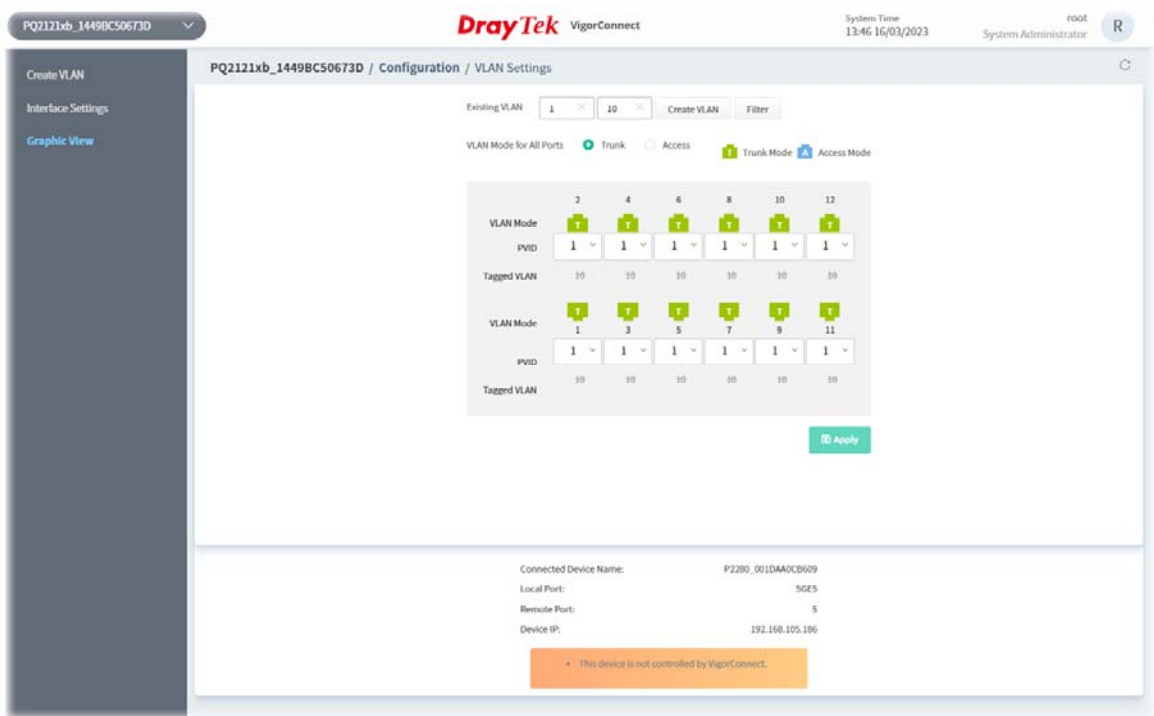 PQ2121xb_1449BC50673D
DrayTek VigorConnect
System Time
13:46 16/03/2023
root
System Administrator
R
Create VLAN
Interface Settings
Graphic View
PQ2121xb_1449BC50673D / Configuration / VLAN Settings
Existing VLAN 1 × 10 × Create VLAN Filter
VLAN Mode for All Ports Trunk Access T Trunk Mode A Access Mode
2 4 6 8 10 12
VLAN Mode T T T T T T
PVID 1 1 1 1 1 1
Tagged VLAN 10 10 10 10 10 10
VLAN Mode T T T T T T
1 3 5 7 9 11
PVID 1 1 1 1 1 1
Tagged VLAN 10 10 10 10 10 10
Apply
Connected Device Name: P2280_001DAA0CB609
Local Port: 5GE5
Remote Port: 5
Device IP: 192.168.105.186
• This device is not controlled by VigorConnect.